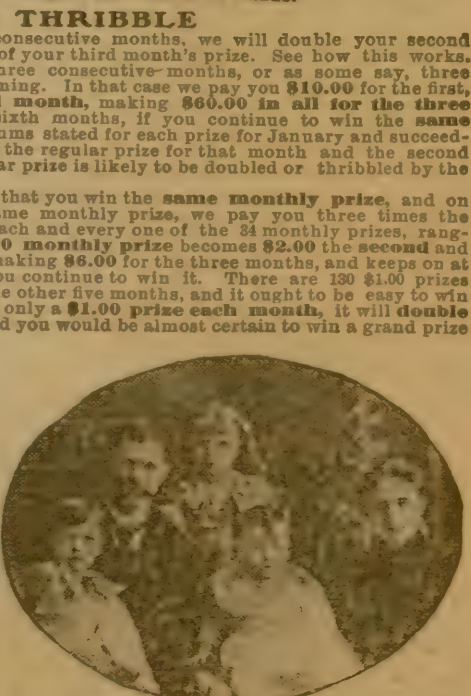 THRIBBLE
consecutive months, we will double your second
of your third month's prize. See how this works.
three consecutive months, or as some say, three
ning. In that case we pay you $10.00 for the first,
month, making $60.00 in all for the three
sixth months, if you continue to win the same
ums stated for each prize for January and succeed-
the regular prize for that month and the second
ar prize is likely to be doubled or thribbled by the
that you win the same monthly prize, and on
ame monthly prize, we pay you three times the
ach and every one of the 34 monthly prizes, rang-
0 monthly prize becomes $2.00 the second and
making $6.00 for the three months, and keeps on at
ou continue to win it. There are 130 $1.00 prizes
e other five months, and it ought to be easy to win
only a $1.00 prize each month, it will double
d you would be almost certain to win a grand prize